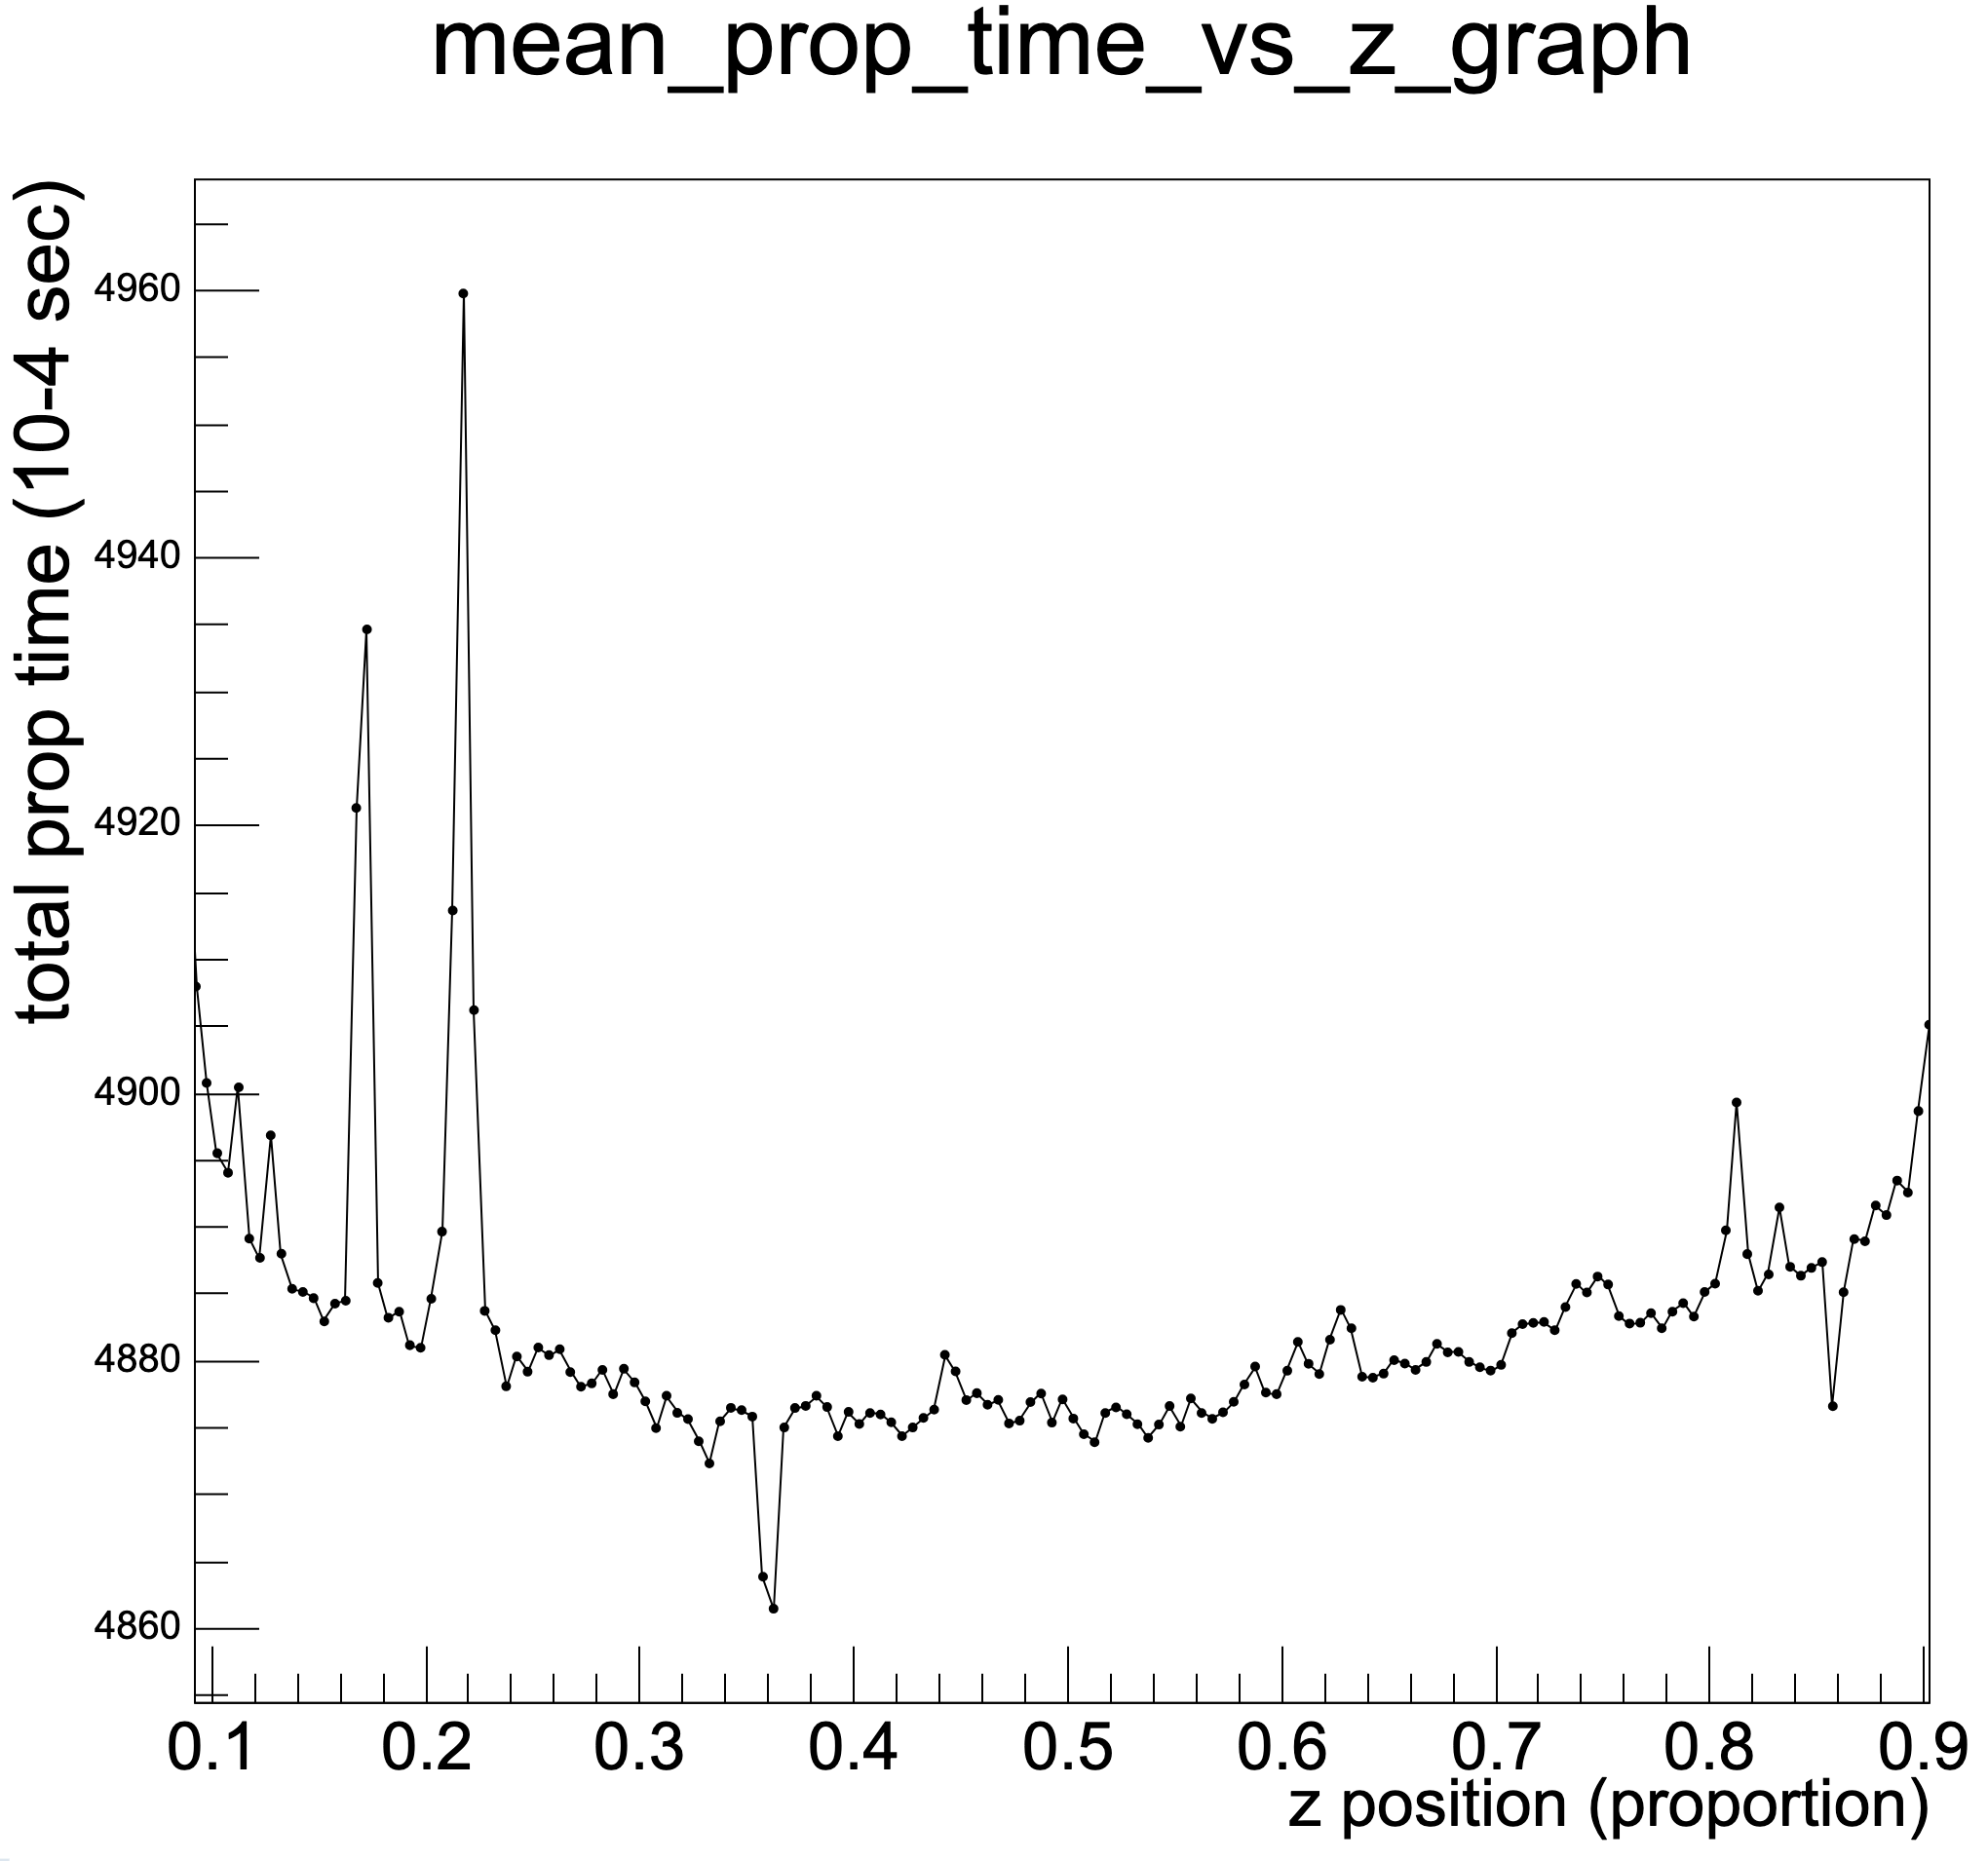 mean_prop_time_vs_z_graph
total prop time (10-4 sec)
4960
4940
4920
4900
4880
4860
0.1 0.2 0.3 0.4 0.5 0.6 0.7 0.8 0.9
z position (proportion)